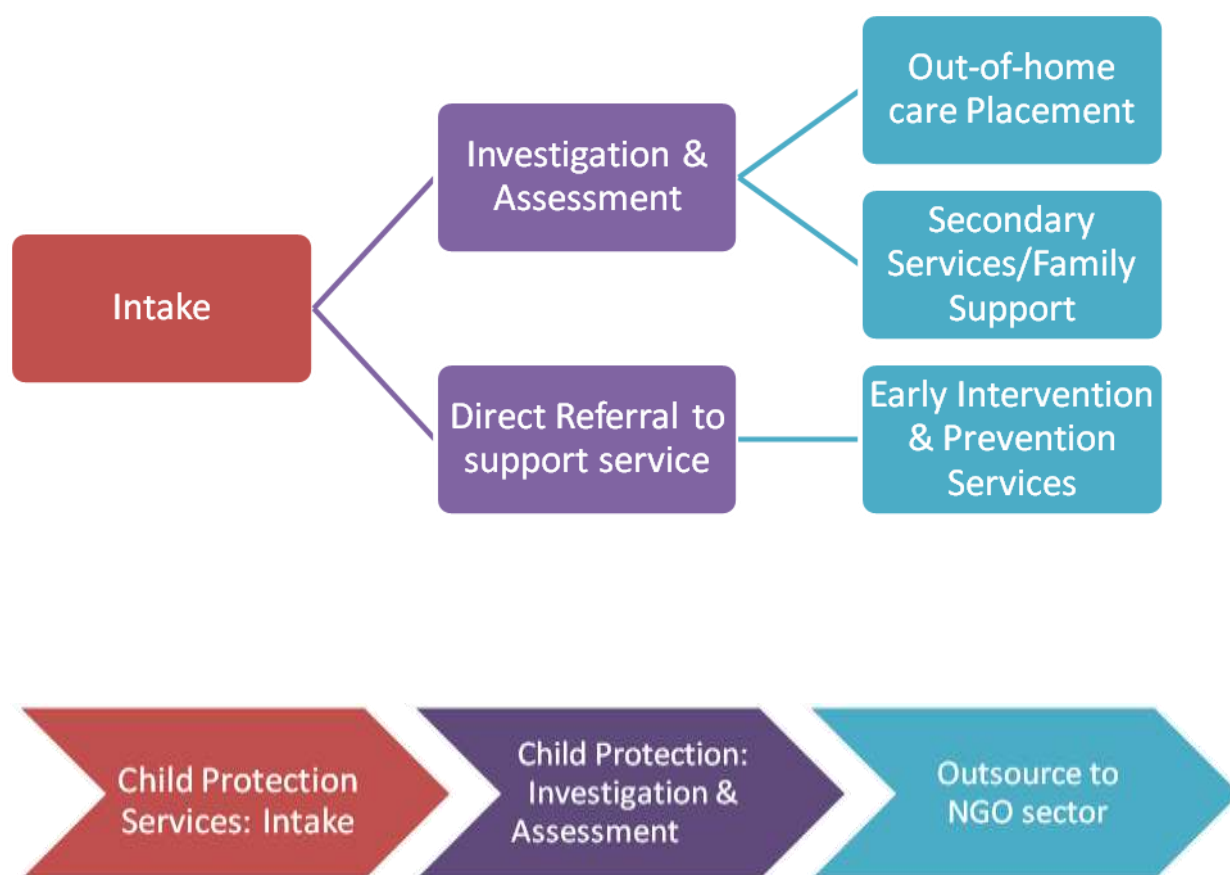 Out-of-home
care Placement
Investigation &
Assessment
Secondary
Services/Family
Support
Intake
Direct Referral to
support service
Early Intervention
& Prevention
Services
Child Protection
Services: Intake
Child Protection:
Investigation &
Assessment
Outsource to
NGO sector